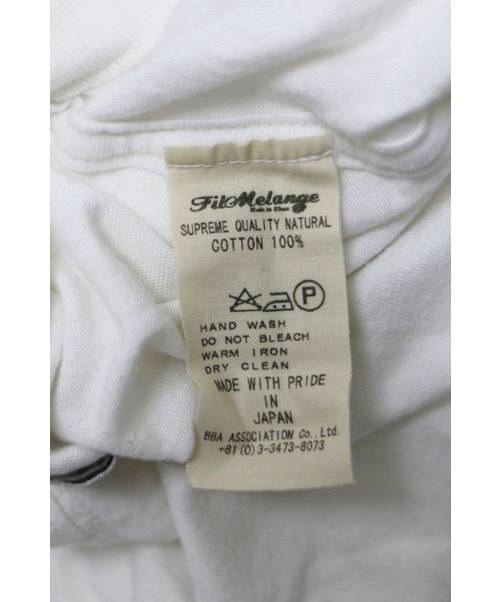 FilMelange
SUPREME QUALITY NATURAL
COTTON 100%
P
HAND WASH
DO NOT BLEACH
WARM IRON
DRY CLEAN
MADE WITH PRIDE
IN
JAPAN
BBA ASSOCIATION Co.,Ltd.
+81(0)3-3473-8073